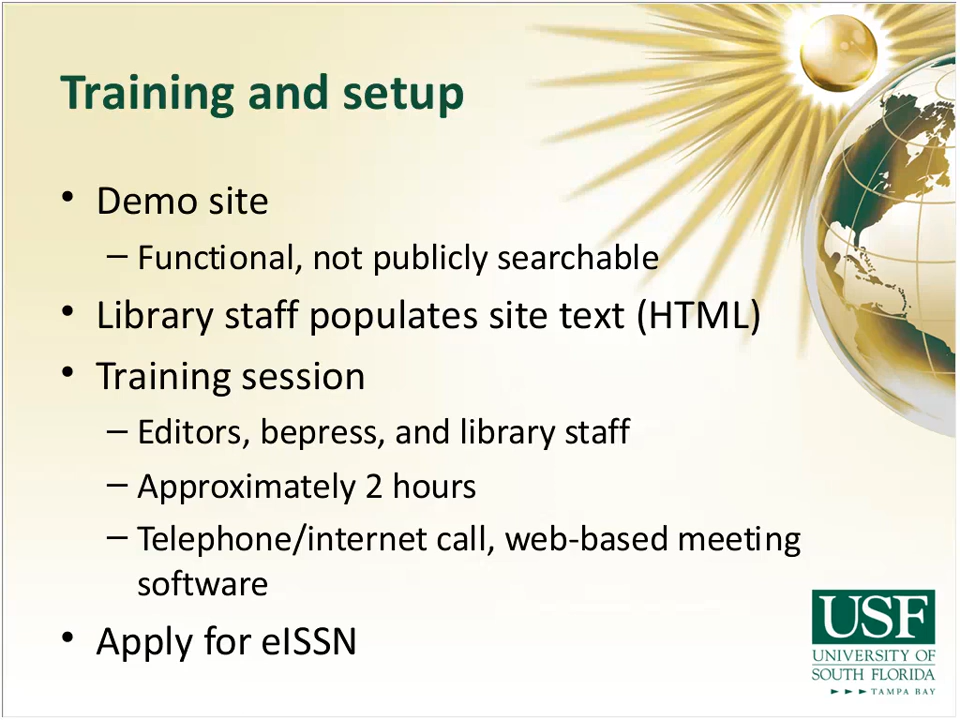 Training and setup
• Demo site
– Functional, not publicly searchable
• Library staff populates site text (HTML)
• Training session
– Editors, bepress, and library staff
– Approximately 2 hours
– Telephone/internet call, web-based meeting
software
• Apply for eISSN
USF
UNIVERSITY OF
SOUTH FLORIDA
►►► TAMPA BAY